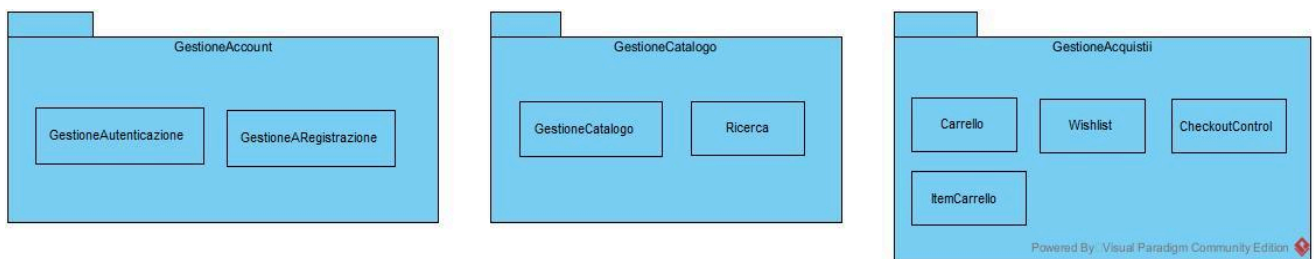 GestioneAccount
GestioneAutenticazione
GestioneARegistrazione
GestioneCatalogo
GestioneCatalogo
Ricerca
GestioneAcquistii
Carrello
Wishlist
CheckoutControl
ItemCarrello
Powered By Visual Paradigm Community Edition